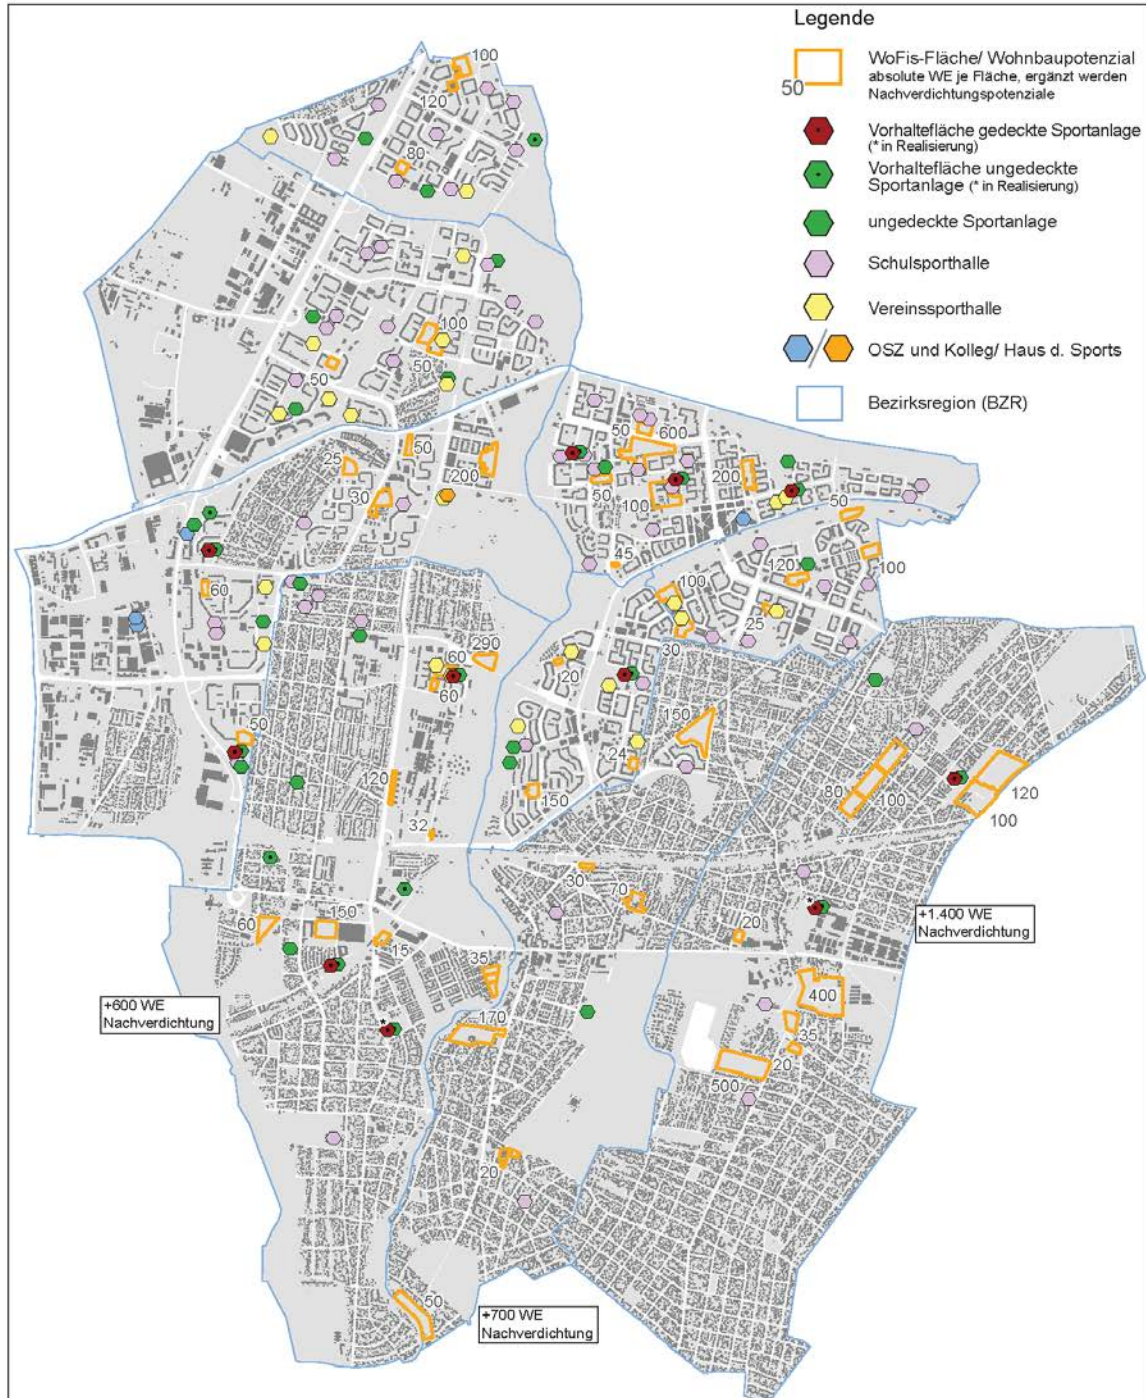 Legende
WoFis-Fläche/ Wohnbaupotenzial
absolute WE je Fläche, ergänzt werden
Nachverdichtungspotenziale
50
Vorhaltefläche gedeckte Sportanlage
(* in Realisierung)
Vorhaltefläche ungedeckte
Sportanlage (* in Realisierung)
ungedeckte Sportanlage
Schulsporthalle
Vereinssporthalle
/
OSZ und Kolleg/ Haus d. Sports
Bezirksregion (BZR)
100
120
80
100
50
50
50
200
25
30
50
600
50
100
200
45
50
100
120
25
100
30
60
290
60
60
20
150
50
24
150
120
32
80
100
120
100
30
70
20
60
150
15
35
170
*
*
400
35
20
500
20
50
+1.400 WE
Nachverdichtung
+600 WE
Nachverdichtung
+700 WE
Nachverdichtung